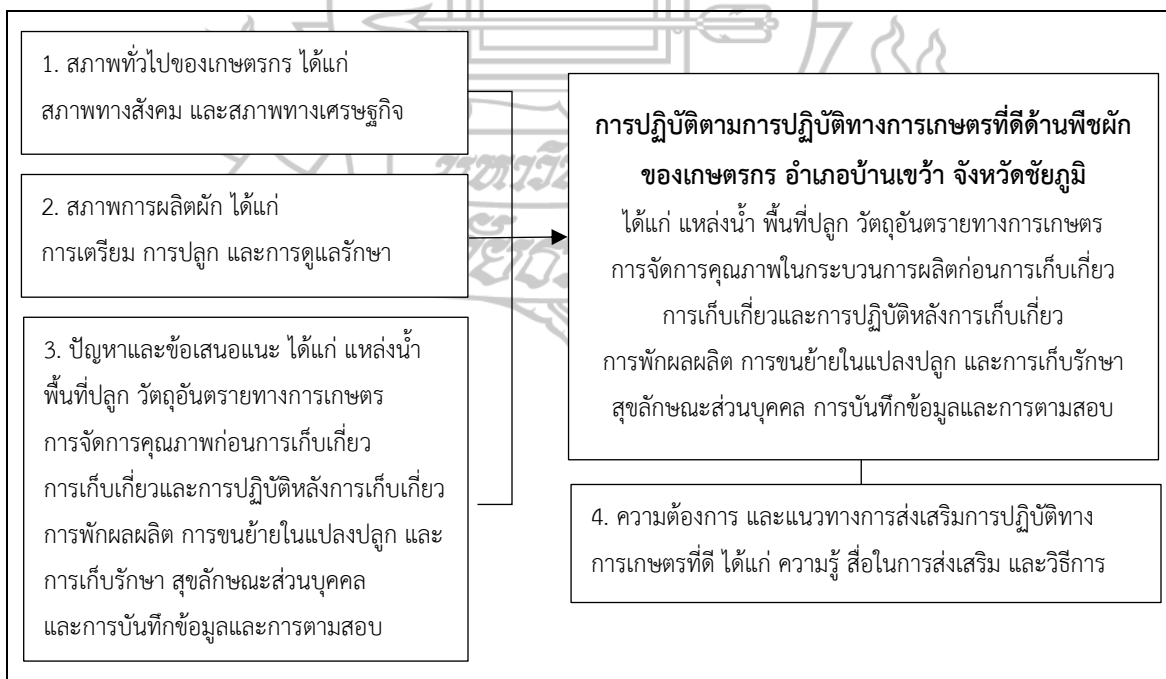 1. สภาพทั่วไปของเกษตรกร ได้แก่
สภาพทางสังคม และสภาพทางเศรษฐกิจ
2. สภาพการผลิตผัก ได้แก่
การเตรียม การปลูก และการดูแลรักษา
3. ปัญหาและข้อเสนอแนะ ได้แก่ แหล่งน้ำ
พื้นที่ปลูก วัตถุอันตรายทางการเกษตร
การจัดการคุณภาพก่อนการเก็บเกี่ยว
การเก็บเกี่ยวและการปฏิบัติหลังการเก็บเกี่ยว
การพักผลผลิต การขนย้ายในแปลงปลูก และ
การเก็บรักษา สุขลักษณะส่วนบุคคล
และการบันทึกข้อมูลและการตามสอบ
การปฏิบัติตามการปฏิบัติทางการเกษตรที่ดีด้านพืชผัก
ของเกษตรกร อำเภอบ้านเขว้า จังหวัดชัยภูมิ
ได้แก่ แหล่งน้ำ พื้นที่ปลูก วัตถุอันตรายทางการเกษตร
การจัดการคุณภาพในกระบวนการผลิตก่อนการเก็บเกี่ยว
การเก็บเกี่ยวและการปฏิบัติหลังการเก็บเกี่ยว
การพักผลผลิต การขนย้ายในแปลงปลูก และการเก็บรักษา
สุขลักษณะส่วนบุคคล การบันทึกข้อมูลและการตามสอบ
4. ความต้องการ และแนวทางการส่งเสริมการปฏิบัติทาง
การเกษตรที่ดี ได้แก่ ความรู้ สื่อในการส่งเสริม และวิธีการ